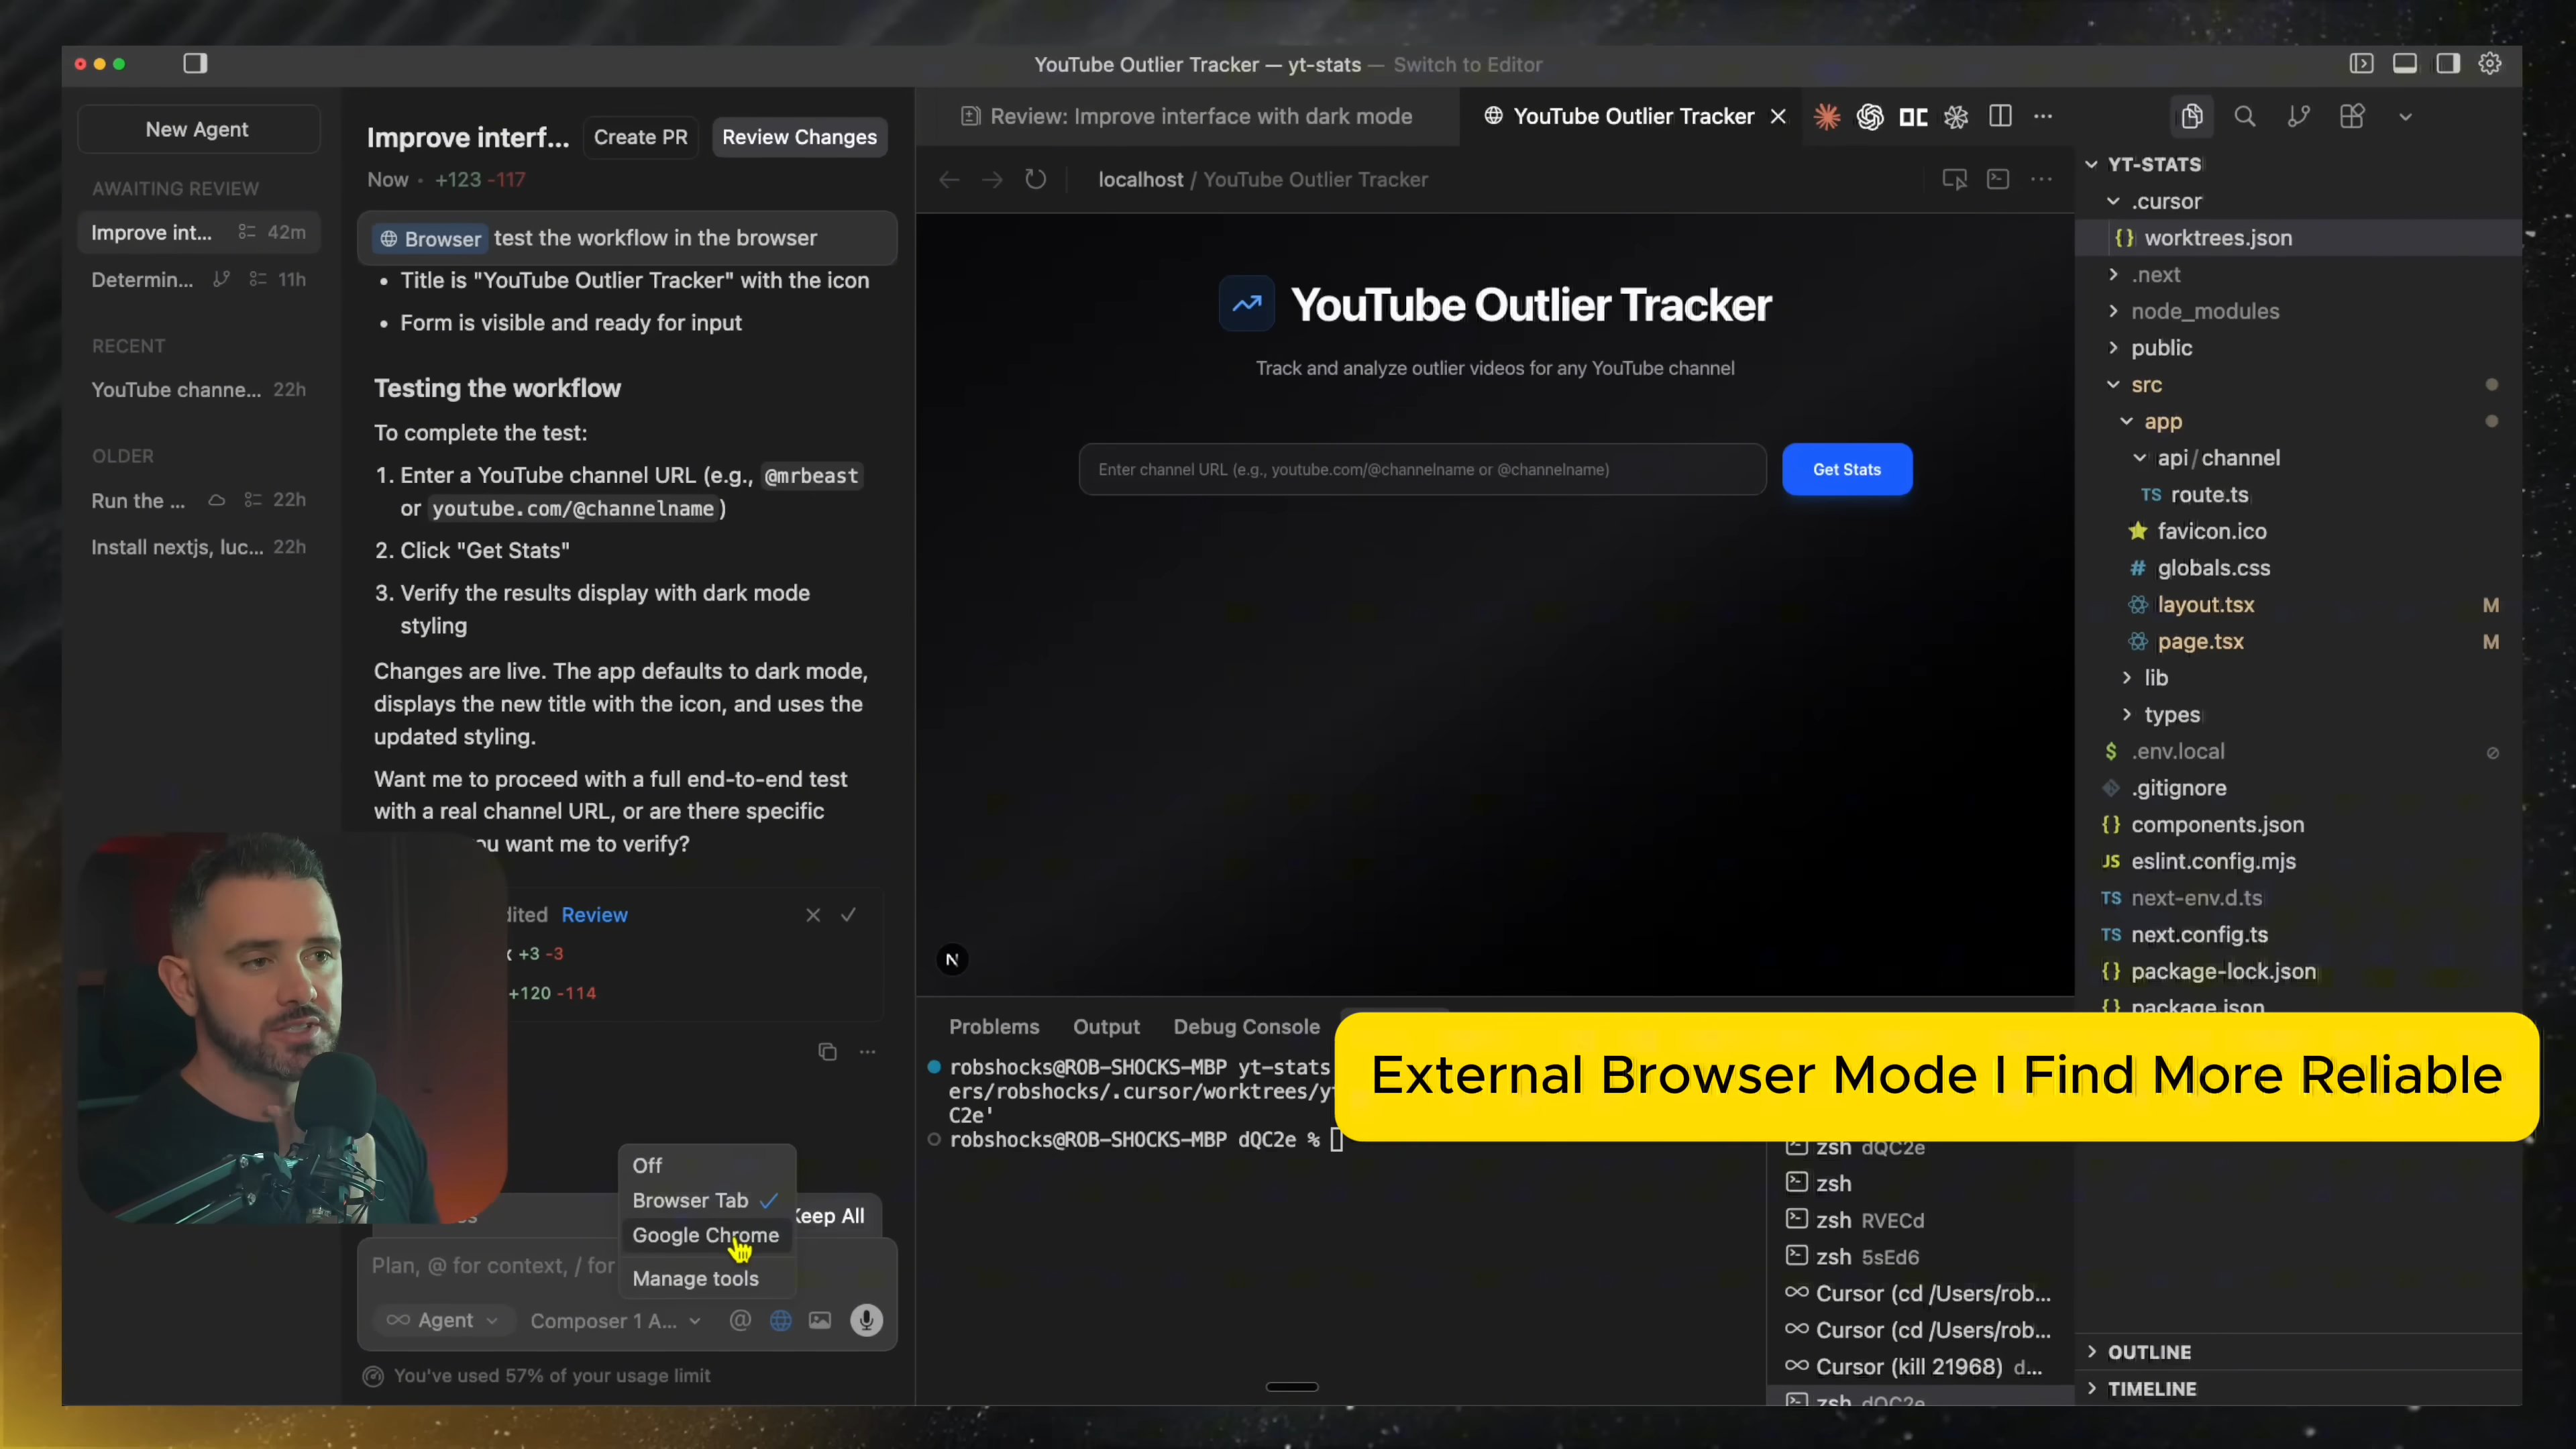 YouTube Outlier Tracker — yt-stats — Switch to Editor
New Agent
AWAITING REVIEW
Improve int... 42m
Determin... 11h
RECENT
YouTube channe... 22h
OLDER
Run the ... 22h
Install nextjs, luc... 22h
Improve interf... Create PR Review Changes
Now · +123 -117
Browser test the workflow in the browser
• Title is "YouTube Outlier Tracker" with the icon
• Form is visible and ready for input
Testing the workflow
To complete the test:
1. Enter a YouTube channel URL (e.g., @mrbeast
or youtube.com/@channelname)
2. Click "Get Stats"
3. Verify the results display with dark mode
styling
Changes are live. The app defaults to dark mode,
displays the new title with the icon, and uses the
updated styling.
Want me to proceed with a full end-to-end test
with a real channel URL, or are there specific
want me to verify?
Review
+3 -3
+120 -114
Off
Browser Tab
Google Chrome
Manage tools
Keep All
Plan, @ for context, / for
Agent Composer 1 A...
You've used 57% of your usage limit
Review: Improve interface with dark mode YouTube Outlier Tracker
localhost / YouTube Outlier Tracker
YouTube Outlier Tracker
Track and analyze outlier videos for any YouTube channel
Enter channel URL (e.g., youtube.com/@channelname or @channelname) Get Stats
N
Problems Output Debug Console
robshocks@ROB-SHOCKS-MBP yt-stats
ers/robshocks/.cursor/worktrees/y
C2e'
robshocks@ROB-SHOCKS-MBP dQC2e %
External Browser Mode I Find More Reliable
zsh dQC2e
zsh
zsh RVECd
zsh 5sEd6
Cursor (cd /Users/rob...
Cursor (cd /Users/rob...
Cursor (kill 21968) d...
zsh dQC2e
YT-STATS
.cursor
{} worktrees.json
.next
node_modules
public
src
app
api/channel
TS route.ts
favicon.ico
# globals.css
layout.tsx M
page.tsx M
lib
types
$ .env.local
.gitignore
{} components.json
JS eslint.config.mjs
TS next-env.d.ts
TS next.config.ts
{} package-lock.json
{} package.json
OUTLINE
TIMELINE